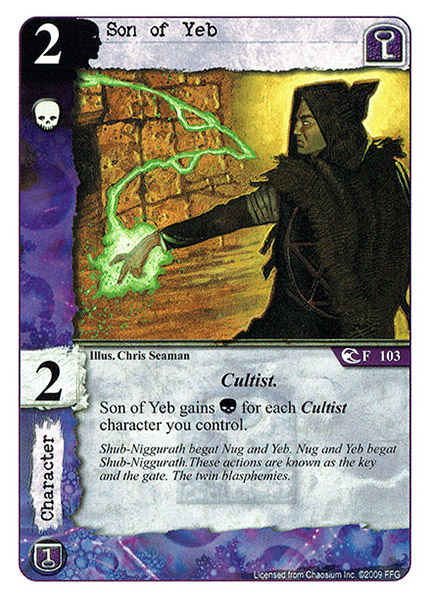 2
Son of Yeb
Illus. Chris Seaman
F 103
2
Cultist.
Son of Yeb gains for each Cultist
character you control.
Shub-Niggurath begat Nug and Yeb. Nug and Yeb begat
Shub-Niggurath.These actions are known as the key
and the gate. The twin blasphemies.
Character
1
Licensed from Chaosium Inc. ©2009 FFG